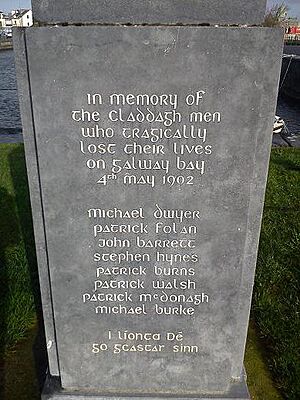 In memory of
the Claddagh men
who tragically
lost their lives
on Galway Bay
4th May 1902
Michael Dwyer
Patrick Folan
John Barrett
Stephen Hynes
Patrick Burns
Patrick Walsh
Patrick McDonagh
Michael Burke
I Líonta Dé
go gcastar sinn